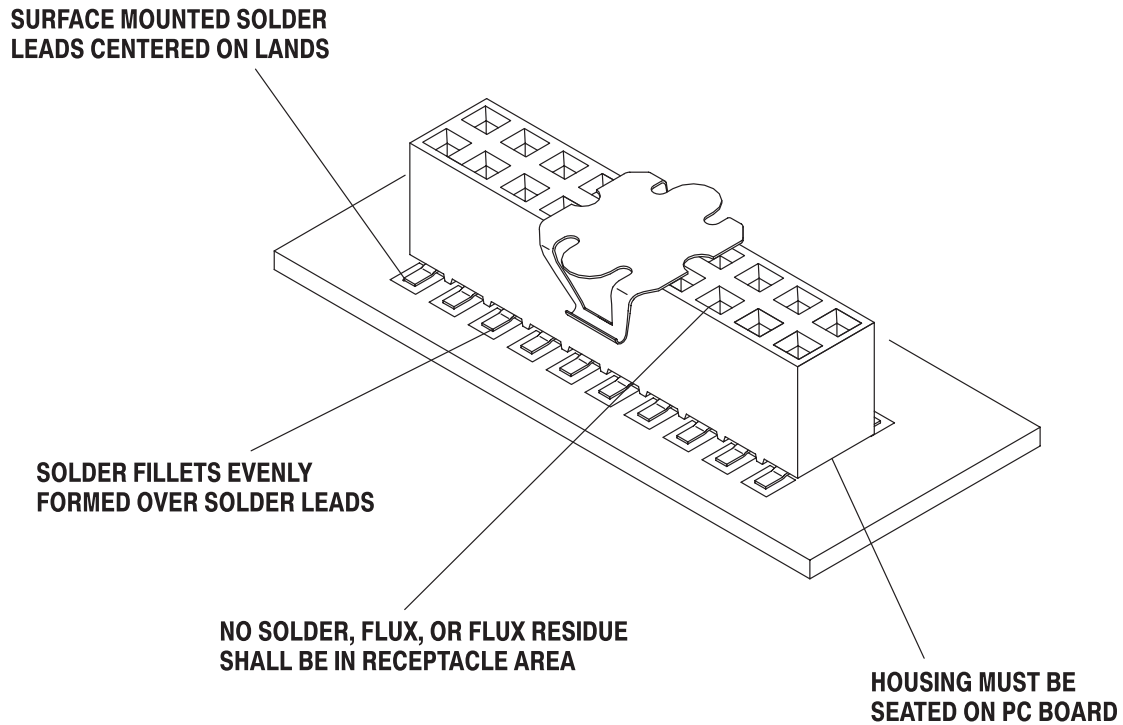 SURFACE MOUNTED SOLDER
LEADS CENTERED ON LANDS
SOLDER FILLETS EVENLY
FORMED OVER SOLDER LEADS
NO SOLDER, FLUX, OR FLUX RESIDUE
SHALL BE IN RECEPTACLE AREA
HOUSING MUST BE
SEATED ON PC BOARD